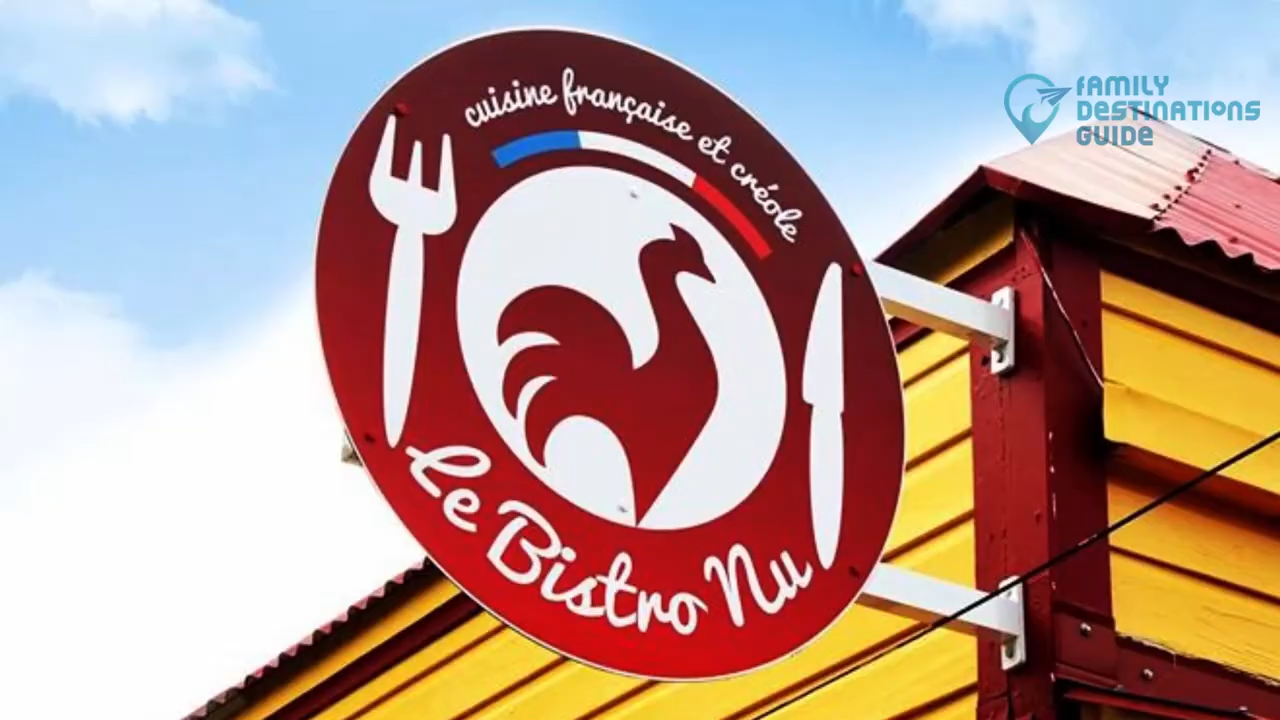 cuisine française et créole
Le Bistro Nu
FAMILY
DESTINATIONS
GUIDE